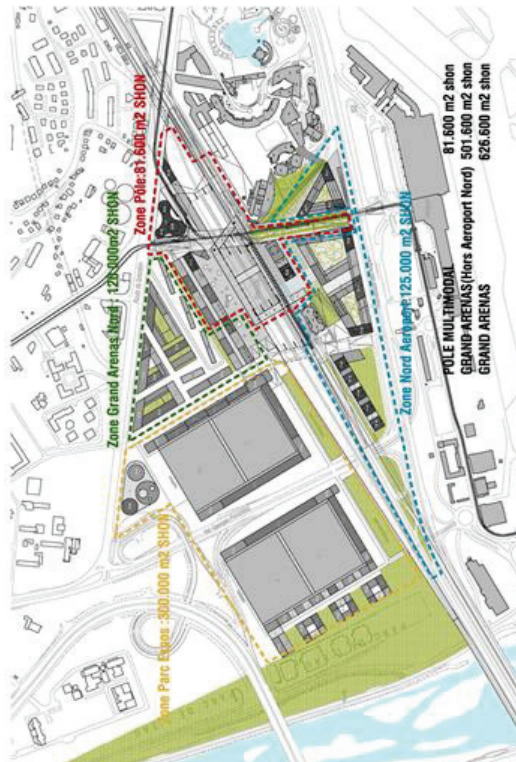 Zone Pôle:81.600 m2 SHON
Zone Grand Arenas Nord : 120.000m2 SHON
Zone Nord Aeroport:125.000 m2 SHON
Zone Parc Expos :300.000 m2 SHON
POLE MULTIMODAL 81.600 m2 shon
GRAND ARENAS(Hors Aeroport Nord) 501.600 m2 shon
GRAND ARENAS 626.600 m2 shon